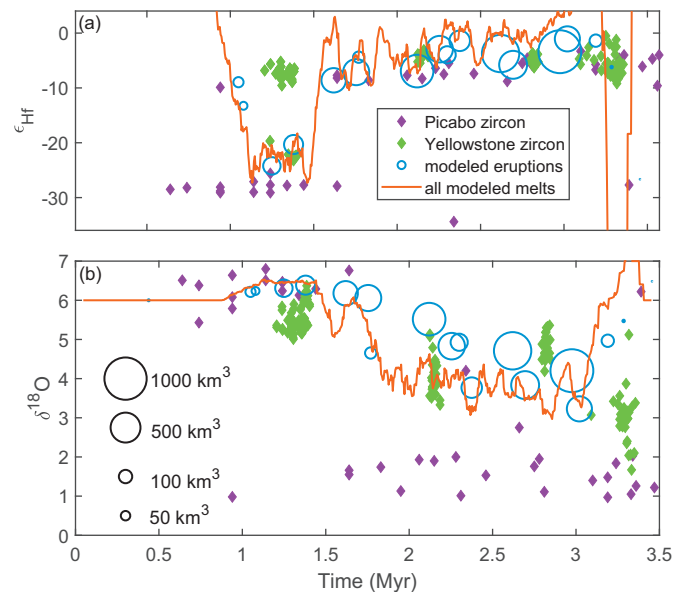 (a)
0
-10
-20
-30
εHf
Picabo zircon
Yellowstone zircon
modeled eruptions
all modeled melts
(b)
7
6
5
4
3
2
1
0
δ18O
1000 km3
500 km3
100 km3
50 km3
0 0.5 1 1.5 2 2.5 3 3.5
Time (Myr)